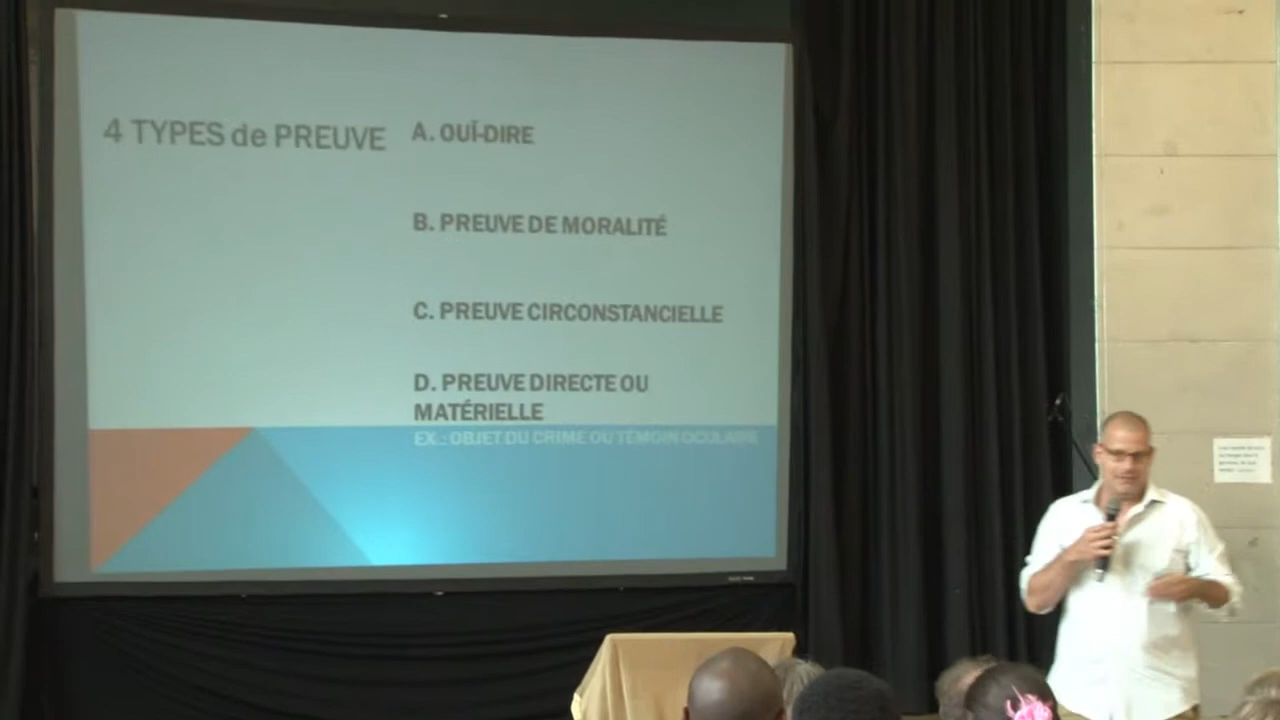 4 TYPES de PREUVE
A. OUÏ-DIRE
B. PREUVE DE MORALITÉ
C. PREUVE CIRCONSTANCIELLE
D. PREUVE DIRECTE OU
MATÉRIELLE
EX.: OBJET DU CRIME OU TÉMOIN OCULAIRE